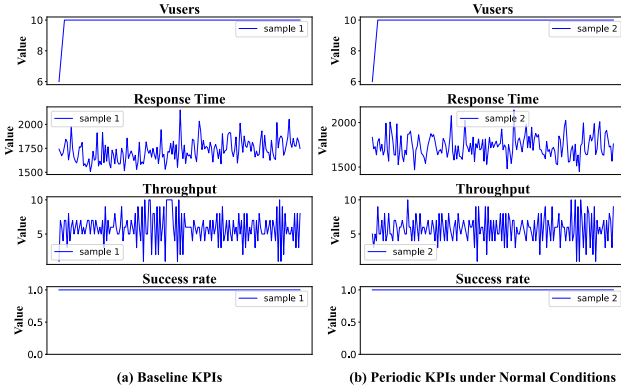 Vusers
10
8
6
Value
sample 1
Response Time
2000
1750
1500
Value
sample 1
Throughput
10
5
Value
sample 1
Success rate
1.0
0.5
0.0
Value
sample 1
(a) Baseline KPIs
Vusers
10
8
6
Value
sample 2
Response Time
2000
1750
1500
Value
sample 2
Throughput
10
5
Value
sample 2
Success rate
1.0
0.5
0.0
Value
sample 2
(b) Periodic KPIs under Normal Conditions